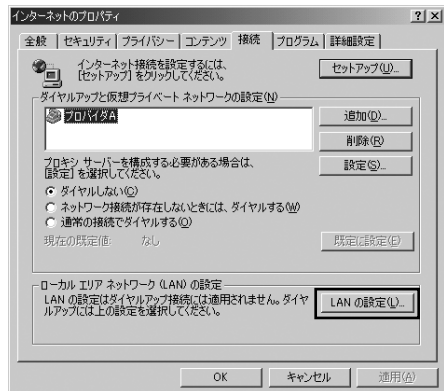 インターネットのプロパティ
全般 セキュリティ プライバシー コンテンツ 接続 プログラム 詳細設定
インターネット接続を設定するには、
[セットアップ] をクリックしてください。
セットアップ(U)...
ダイヤルアップと仮想プライベート ネットワークの設定(N)
プロバイダA
追加(D)...
削除(R)
プロキシ サーバーを構成する必要がある場合は、
[設定] を選択してください。
設定(S)...
ダイヤルしない(C)
ネットワーク接続が存在しないときには、ダイヤルする(W)
通常の接続でダイヤルする(O)
現在の既定値: なし
既定に設定(E)
ローカル エリア ネットワーク (LAN) の設定
LAN の設定はダイヤルアップ接続には適用されません。ダイヤ
ルアップには上の設定を選択してください。
LAN の設定(L)...
OK キャンセル 適用(A)